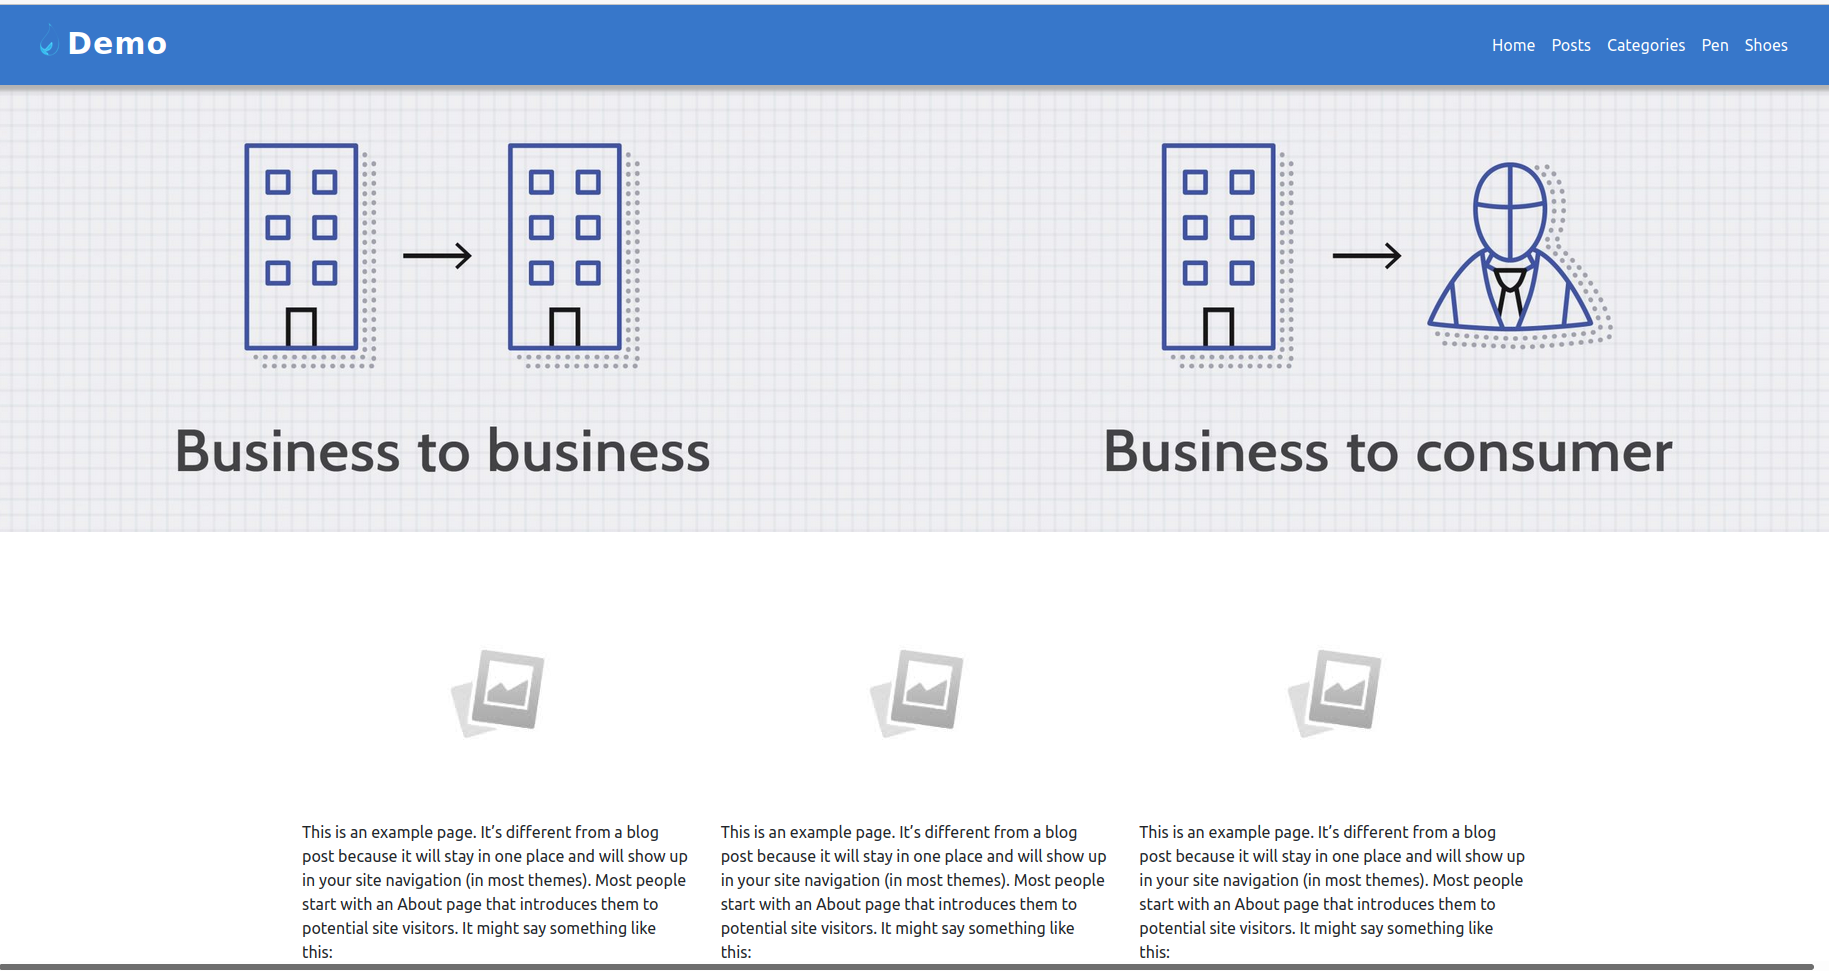 Demo
Home Posts Categories Pen Shoes
Business to business
Business to consumer
This is an example page. It’s different from a blog
post because it will stay in one place and will show up
in your site navigation (in most themes). Most people
start with an About page that introduces them to
potential site visitors. It might say something like
this:
This is an example page. It’s different from a blog
post because it will stay in one place and will show up
in your site navigation (in most themes). Most people
start with an About page that introduces them to
potential site visitors. It might say something like
this:
This is an example page. It’s different from a blog
post because it will stay in one place and will show up
in your site navigation (in most themes). Most people
start with an About page that introduces them to
potential site visitors. It might say something like
this: